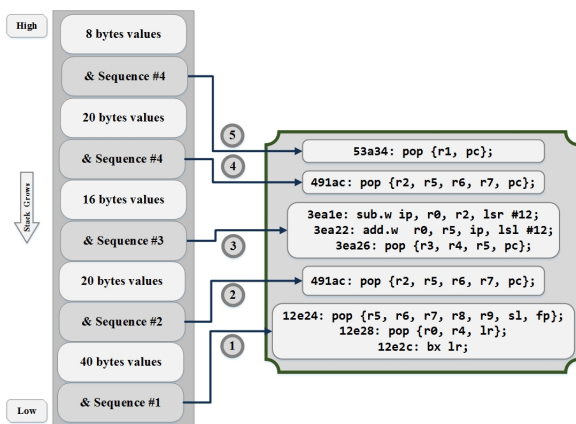 High
8 bytes values
& Sequence #4
20 bytes values
& Sequence #4
16 bytes values
& Sequence #3
20 bytes values
& Sequence #2
40 bytes values
& Sequence #1
Low
Stack Grows
5
4
3
2
1
53a34: pop {r1, pc};
491ac: pop {r2, r5, r6, r7, pc};
3ea1e: sub.w ip, r0, r2, lsr #12;
3ea22: add.w r0, r5, ip, lsl #12;
3ea26: pop {r3, r4, r5, pc};
491ac: pop {r2, r5, r6, r7, pc};
12e24: pop {r5, r6, r7, r8, r9, sl, fp};
12e28: pop {r0, r4, lr};
12e2c: bx lr;